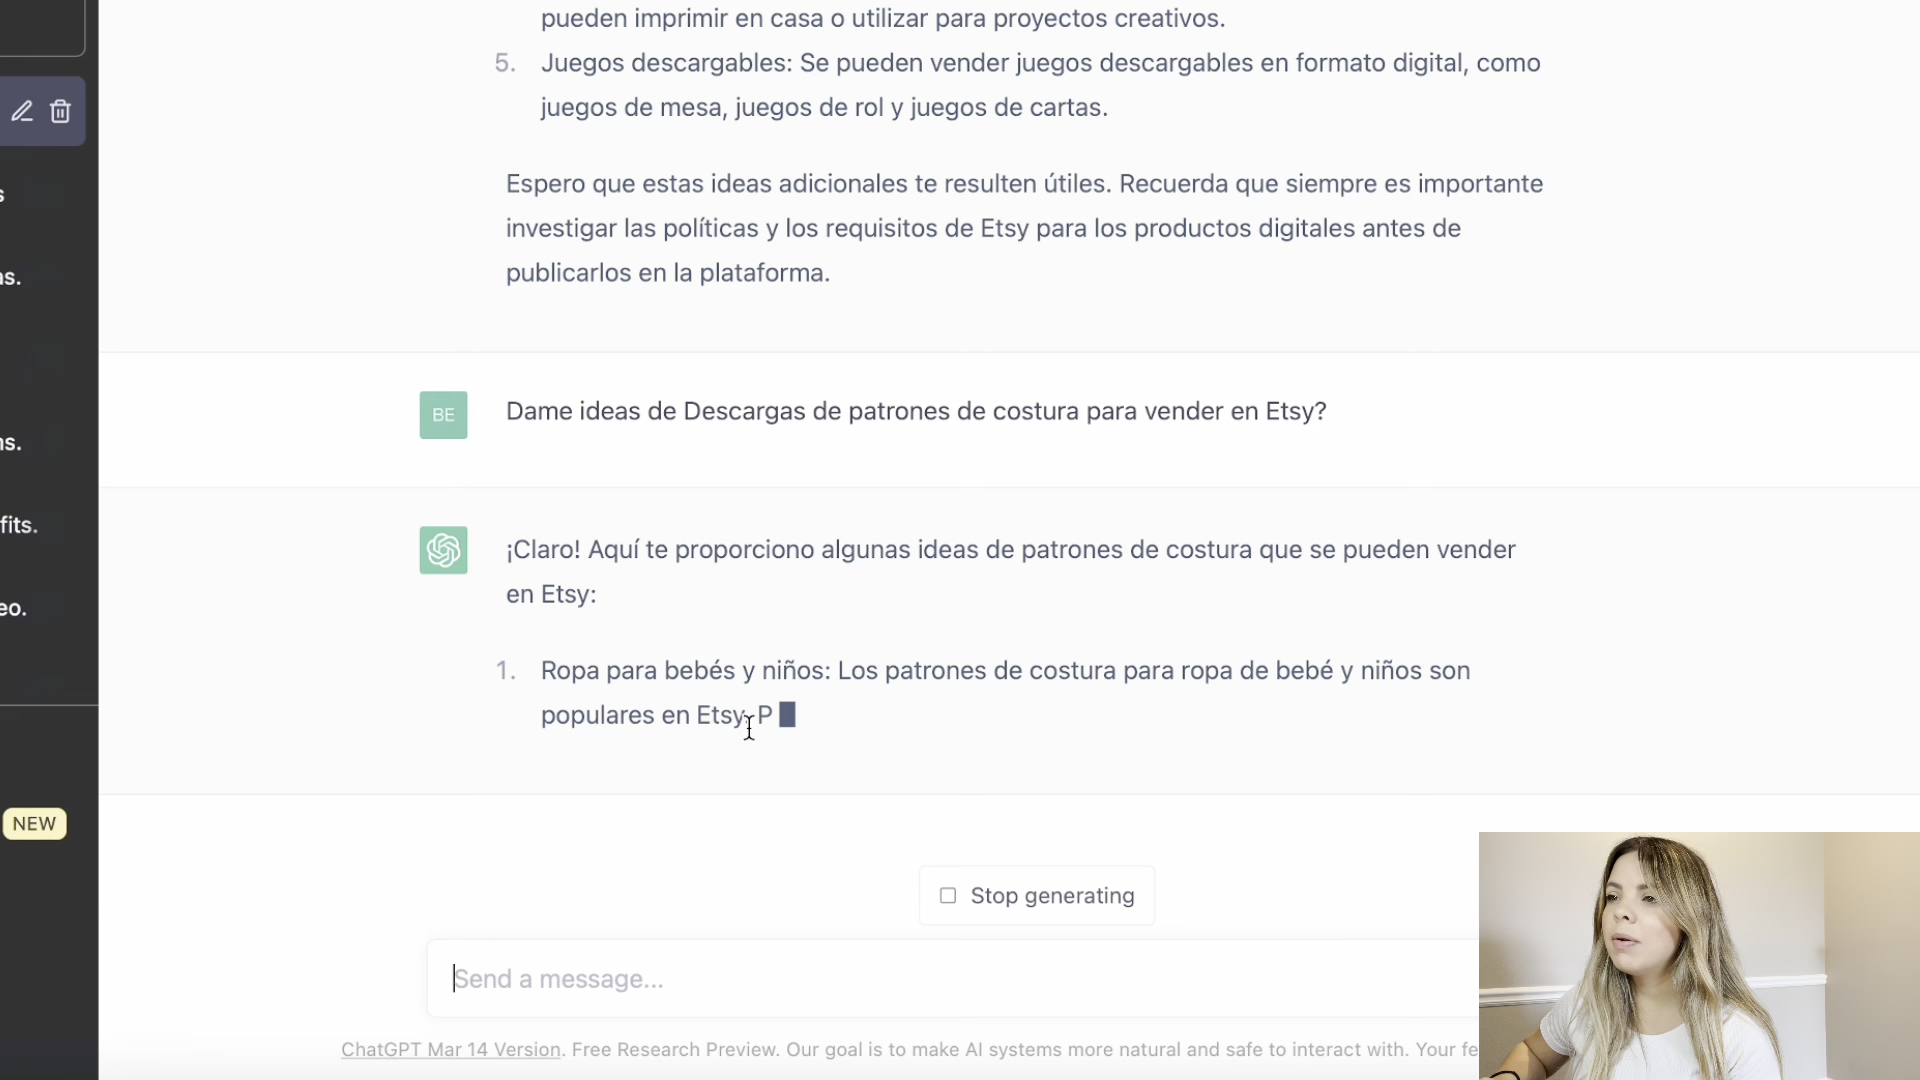 pueden imprimir en casa o utilizar para proyectos creativos.
5. Juegos descargables: Se pueden vender juegos descargables en formato digital, como
juegos de mesa, juegos de rol y juegos de cartas.
Espero que estas ideas adicionales te resulten útiles. Recuerda que siempre es importante
investigar las políticas y los requisitos de Etsy para los productos digitales antes de
publicarlos en la plataforma.
s
as.
ns.
fits.
eo.
NEW
BE
Dame ideas de Descargas de patrones de costura para vender en Etsy?
¡Claro! Aquí te proporciono algunas ideas de patrones de costura que se pueden vender
en Etsy:
1. Ropa para bebés y niños: Los patrones de costura para ropa de bebé y niños son
populares en Etsy. P
Stop generating
Send a message...
ChatGPT Mar 14 Version. Free Research Preview. Our goal is to make AI systems more natural and safe to interact with. Your fe